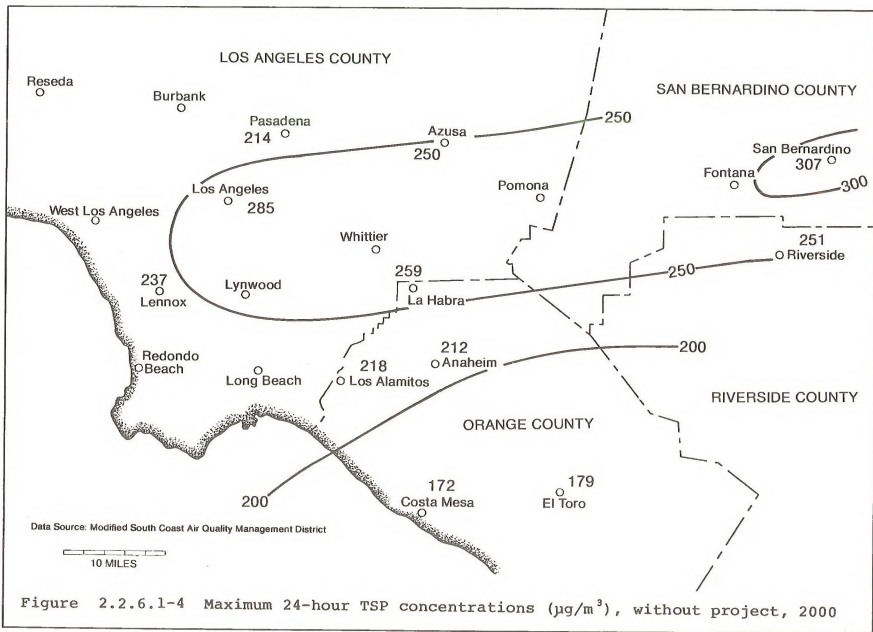 LOS ANGELES COUNTY
SAN BERNARDINO COUNTY
Reseda
Burbank
Pasadena
214
Azusa
250
250
San Bernardino
307
Fontana
300
Los Angeles
285
Pomona
West Los Angeles
Whittier
251
Riverside
237
Lennox
Lynwood
259
La Habra
250
Redondo
Beach
Long Beach
218
Los Alamitos
212
Anaheim
200
RIVERSIDE COUNTY
ORANGE COUNTY
200
172
Costa Mesa
179
El Toro
Data Source: Modified South Coast Air Quality Management District
10 MILES
Figure 2.2.6.1-4 Maximum 24-hour TSP concentrations (μg/m³), without project, 2000